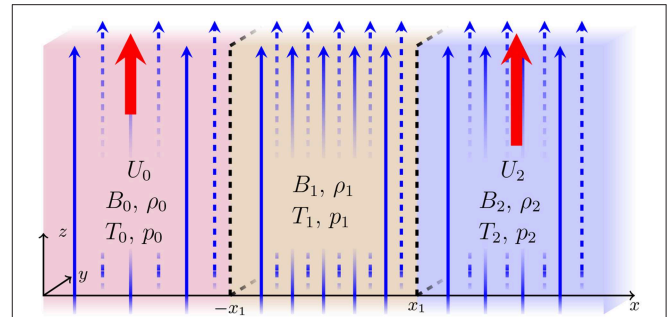 U₀
B₀, ρ₀
T₀, p₀
B₁, ρ₁
T₁, p₁
U₂
B₂, ρ₂
T₂, p₂
z
y
−x₁
x₁
x